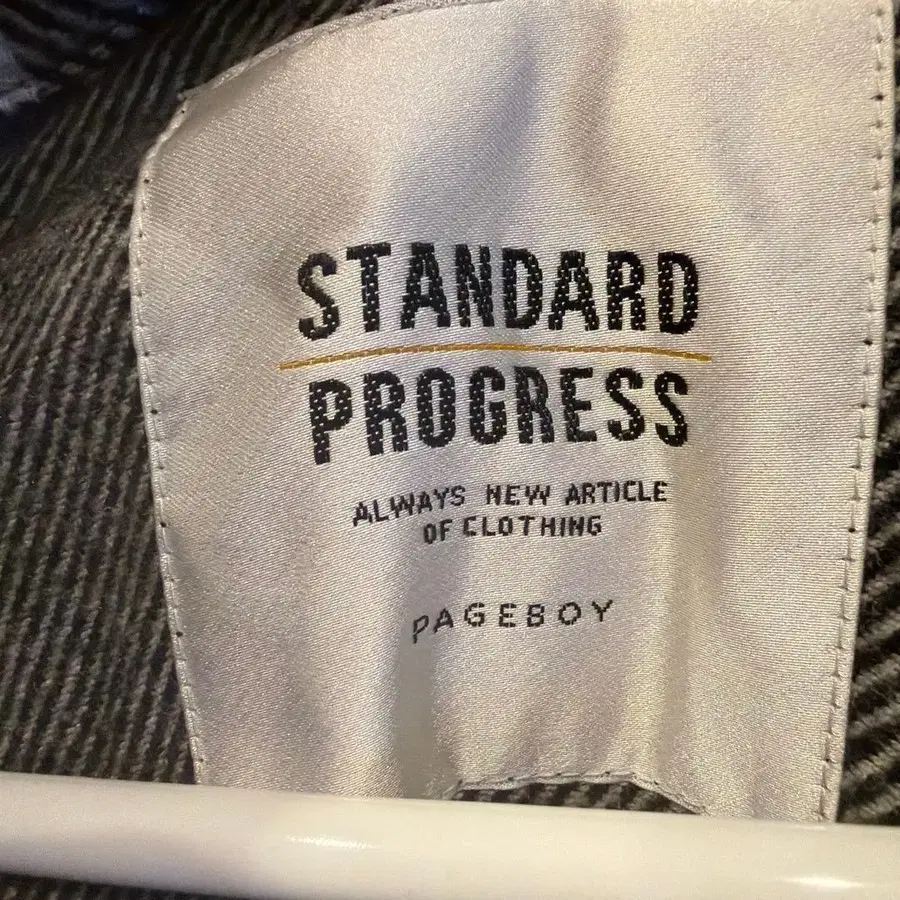 STANDARD
PROGRESS
ALWAYS NEW ARTICLE
OF CLOTHING
PAGEBOY